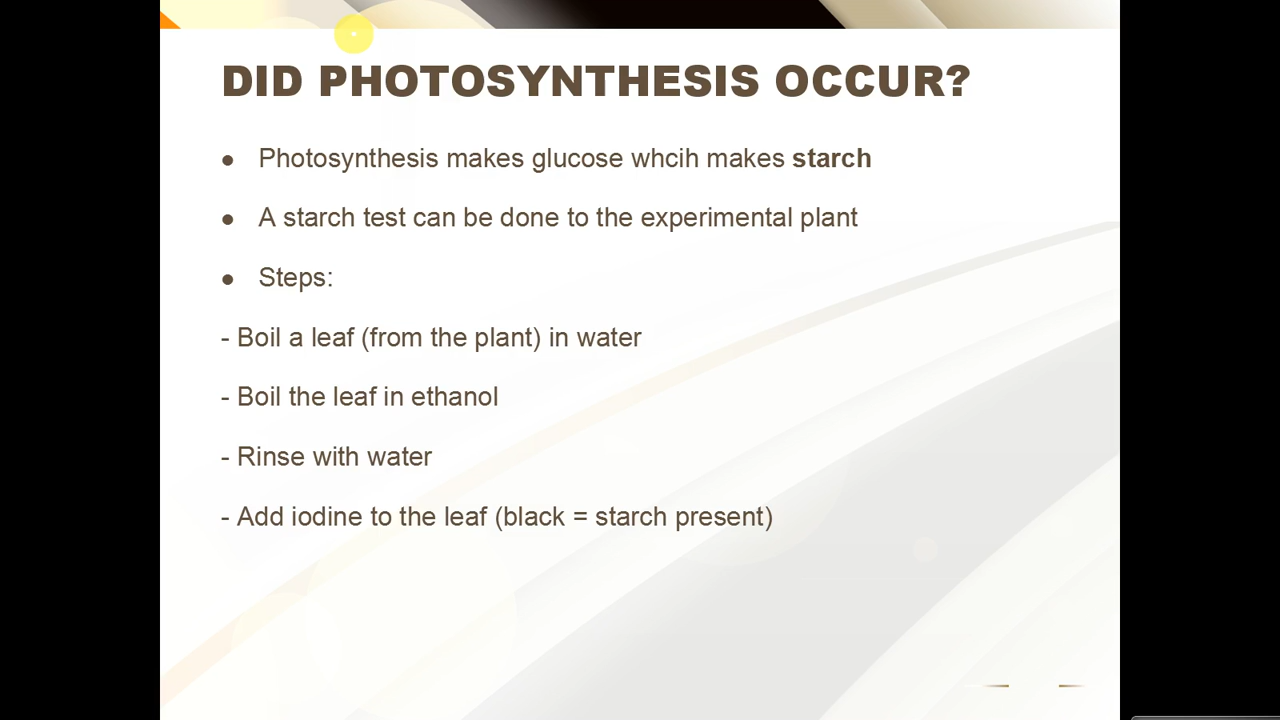 DID PHOTOSYNTHESIS OCCUR?
● Photosynthesis makes glucose whcih makes starch
● A starch test can be done to the experimental plant
● Steps:
- Boil a leaf (from the plant) in water
- Boil the leaf in ethanol
- Rinse with water
- Add iodine to the leaf (black = starch present)